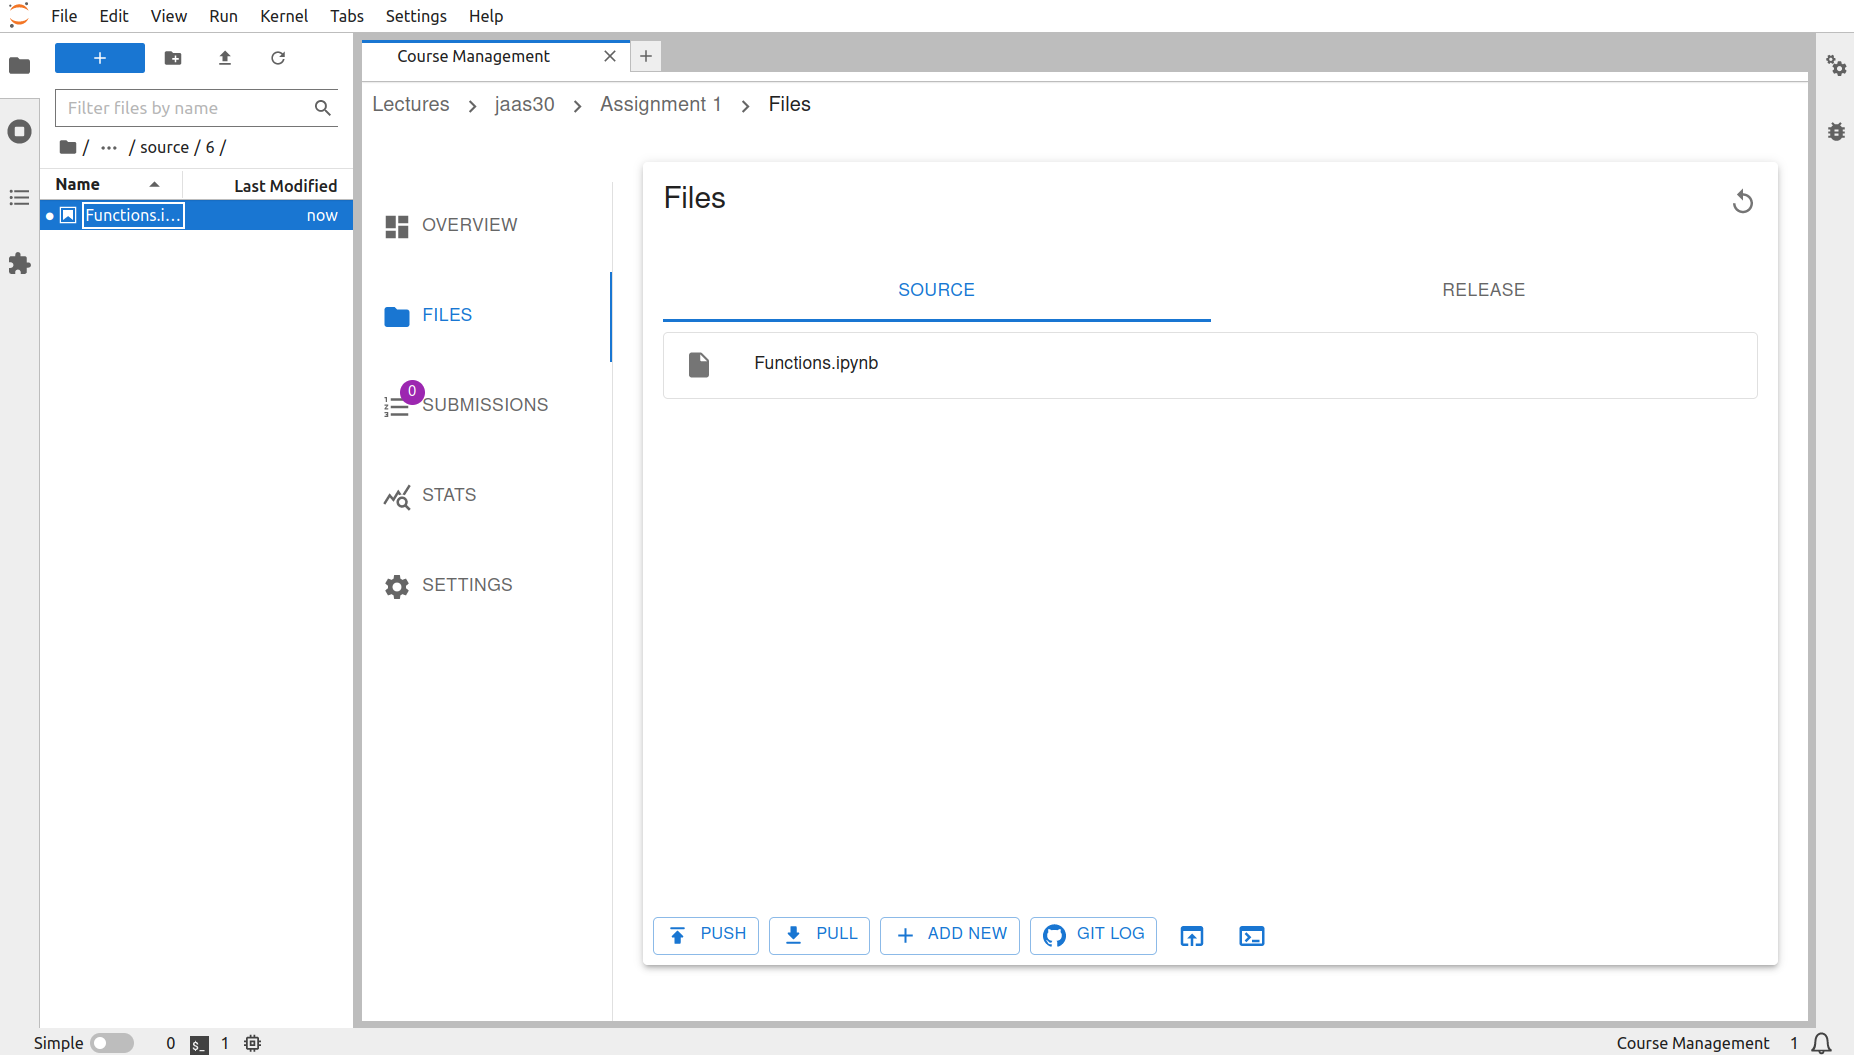 File Edit View Run Kernel Tabs Settings Help
+
Filter files by name
/ ··· / source / 6 /
Name Last Modified
Functions.i… now
Course Management
Lectures > jaas30 > Assignment 1 > Files
OVERVIEW
FILES
0
SUBMISSIONS
STATS
SETTINGS
Files
SOURCE RELEASE
Functions.ipynb
PUSH PULL ADD NEW GIT LOG
Simple 0 $_ 1 Course Management 1